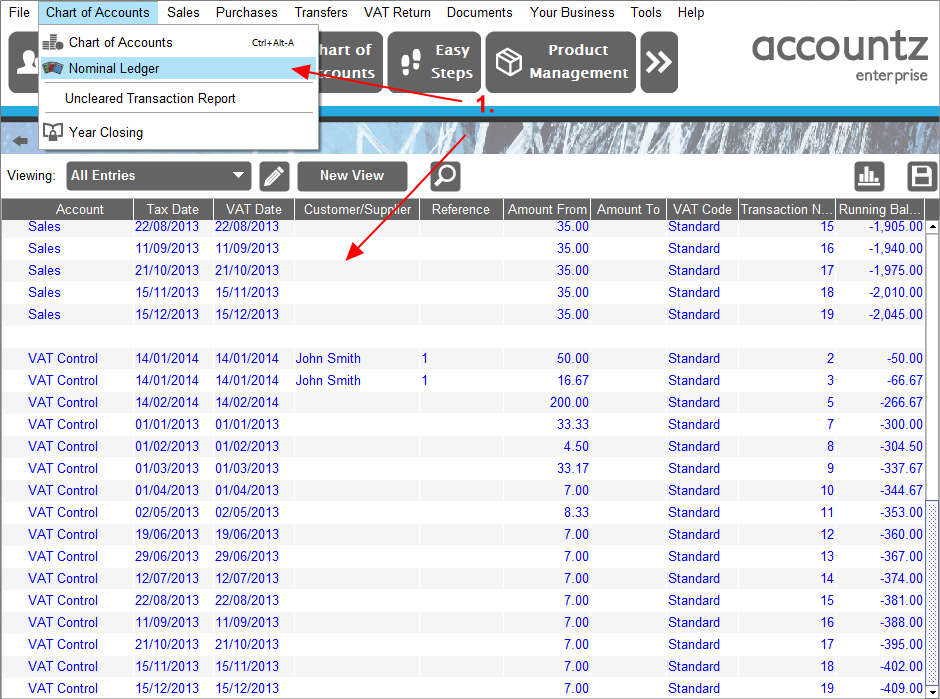 File Chart of Accounts Sales Purchases Transfers VAT Return Documents Your Business Tools Help
Chart of Accounts Ctrl+Alt-A
Nominal Ledger
Uncleared Transaction Report
Year Closing
Easy Steps
Product Management
accountz
enterprise
1.
Viewing: All Entries New View
Account Tax Date VAT Date Customer/Supplier Reference Amount From Amount To VAT Code Transaction N... Running Bal...
Sales 22/08/2013 22/08/2013 35.00 Standard 15 -1,905.00
Sales 11/09/2013 11/09/2013 35.00 Standard 16 -1,940.00
Sales 21/10/2013 21/10/2013 35.00 Standard 17 -1,975.00
Sales 15/11/2013 15/11/2013 35.00 Standard 18 -2,010.00
Sales 15/12/2013 15/12/2013 35.00 Standard 19 -2,045.00
VAT Control 14/01/2014 14/01/2014 John Smith 1 50.00 Standard 2 -50.00
VAT Control 14/01/2014 14/01/2014 John Smith 1 16.67 Standard 3 -66.67
VAT Control 14/02/2014 14/02/2014 200.00 Standard 5 -266.67
VAT Control 01/01/2013 01/01/2013 33.33 Standard 7 -300.00
VAT Control 01/02/2013 01/02/2013 4.50 Standard 8 -304.50
VAT Control 01/03/2013 01/03/2013 33.17 Standard 9 -337.67
VAT Control 01/04/2013 01/04/2013 7.00 Standard 10 -344.67
VAT Control 02/05/2013 02/05/2013 8.33 Standard 11 -353.00
VAT Control 19/06/2013 19/06/2013 7.00 Standard 12 -360.00
VAT Control 29/06/2013 29/06/2013 7.00 Standard 13 -367.00
VAT Control 12/07/2013 12/07/2013 7.00 Standard 14 -374.00
VAT Control 22/08/2013 22/08/2013 7.00 Standard 15 -381.00
VAT Control 11/09/2013 11/09/2013 7.00 Standard 16 -388.00
VAT Control 21/10/2013 21/10/2013 7.00 Standard 17 -395.00
VAT Control 15/11/2013 15/11/2013 7.00 Standard 18 -402.00
VAT Control 15/12/2013 15/12/2013 7.00 Standard 19 -409.00